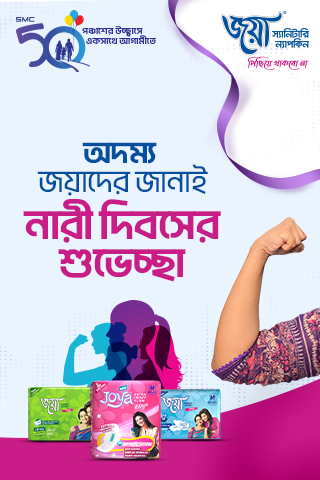 SMC
50
পঞ্চাশের উচ্ছ্বাসে
একসাথে আগামীতে
জয়া
স্যানিটারি
ন্যাপকিন
পিছিয়ে থাকবো না
অদম্য
জয়াদের জানাই
নারী দিবসের
শুভেচ্ছা
জয়া
Joya
জয়া